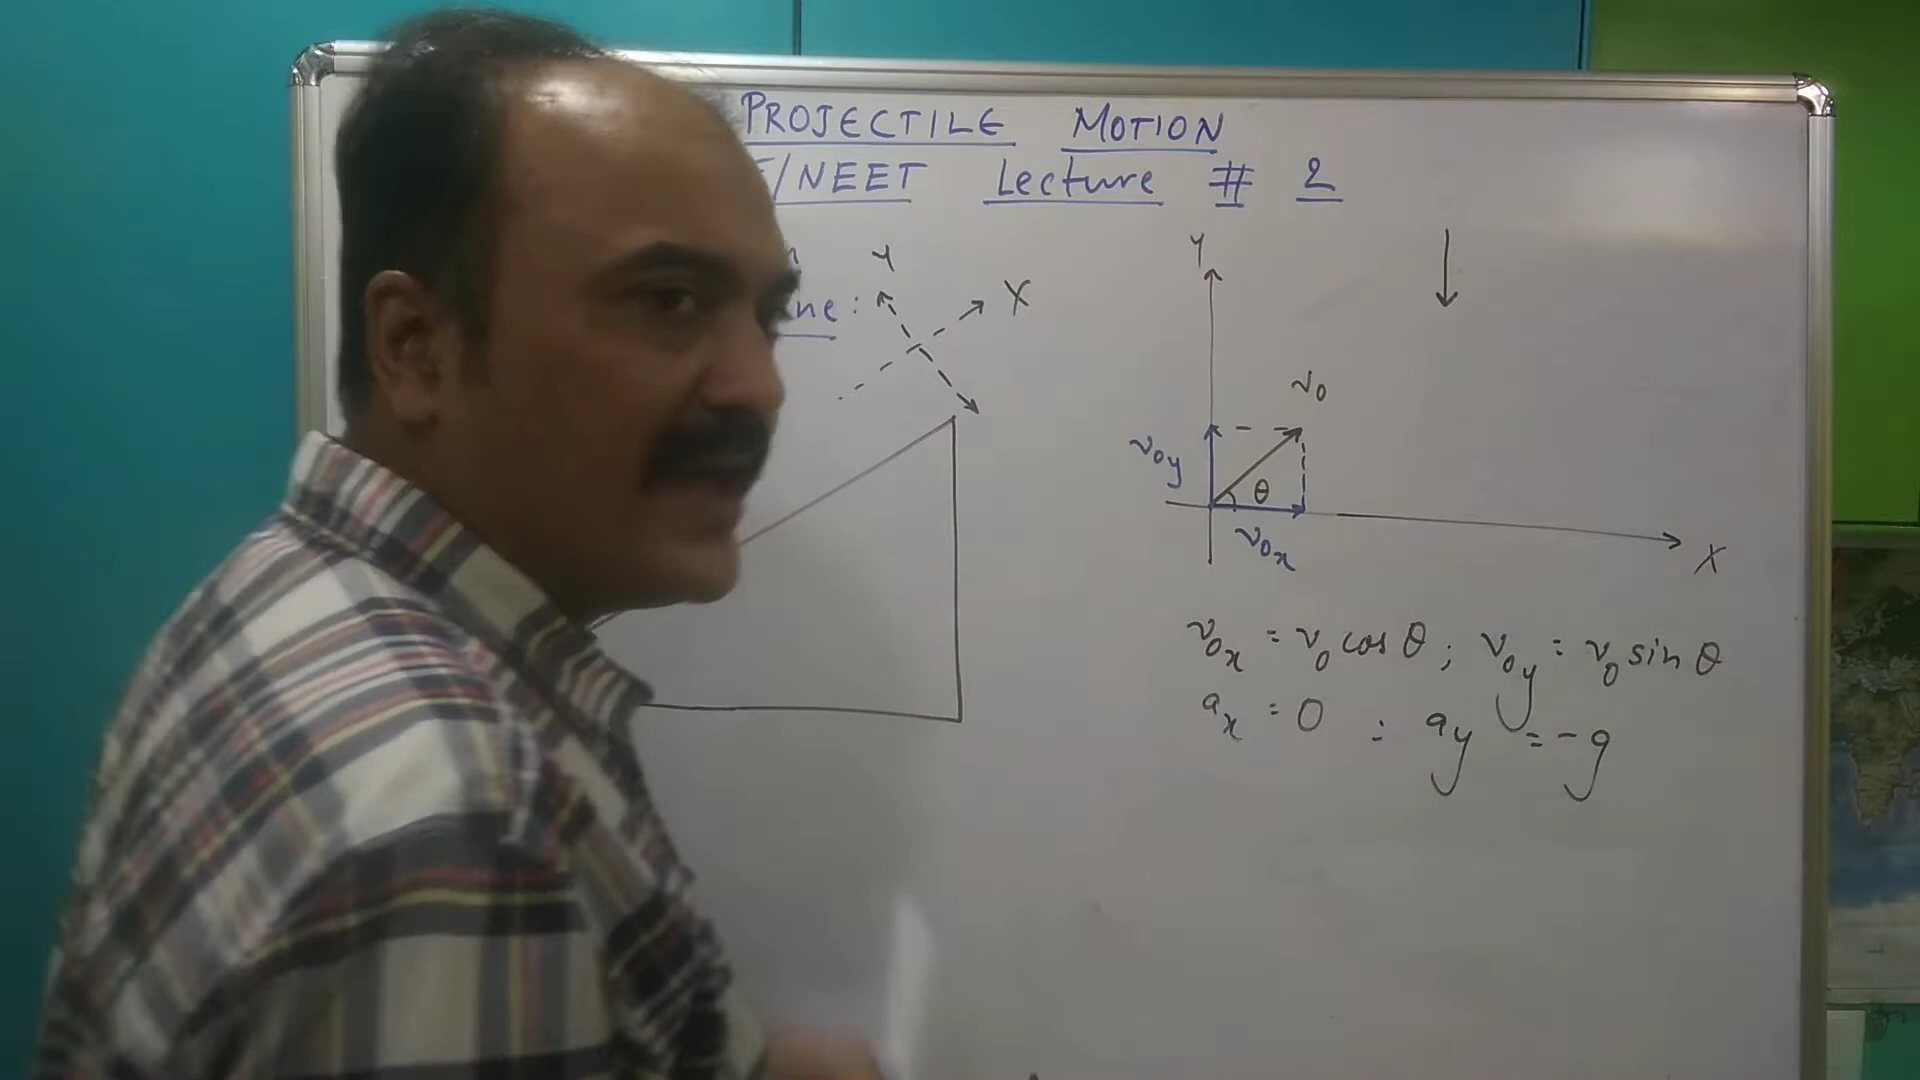 PROJECTILE MOTION
/NEET Lecture # 2
ne:
Y
X
Y
v₀
v₀y
θ
v₀x
X
v₀x = v₀ cos θ ; v₀y = v₀ sin θ
ax = 0 ; ay = -g